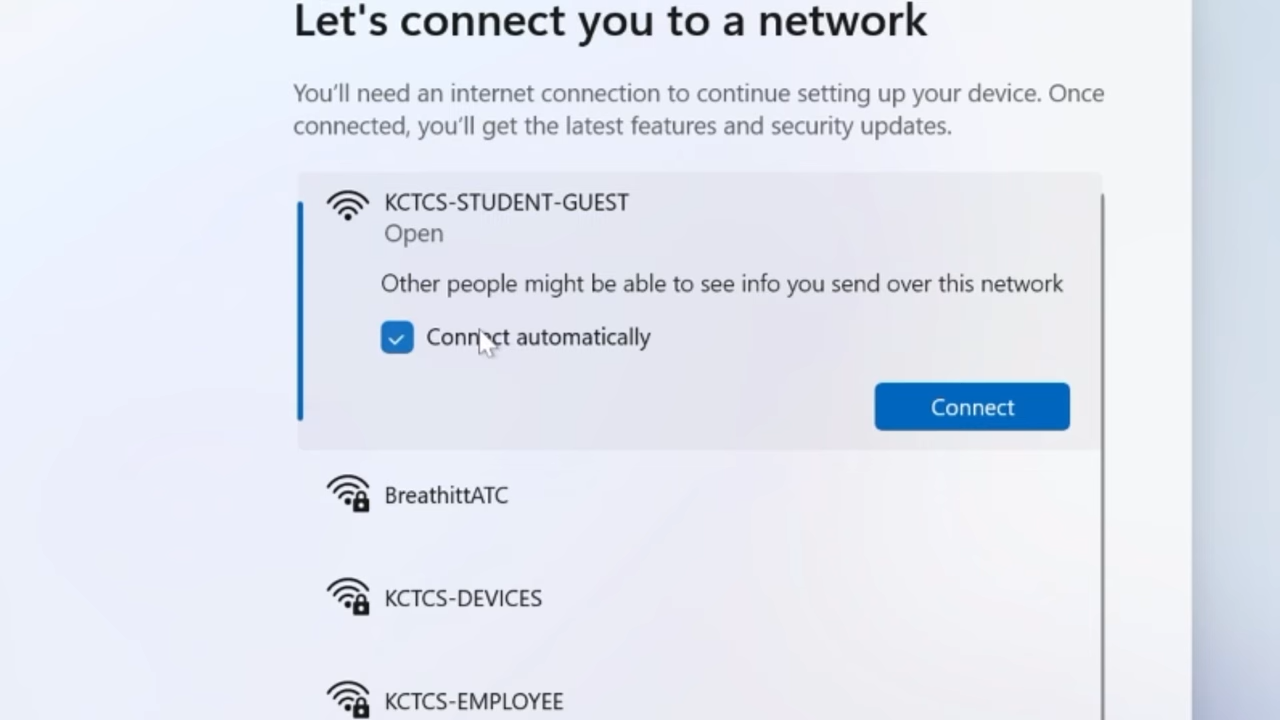 Let's connect you to a network
You'll need an internet connection to continue setting up your device. Once
connected, you'll get the latest features and security updates.
KCTCS-STUDENT-GUEST
Open
Other people might be able to see info you send over this network
Connect automatically
Connect
BreathittATC
KCTCS-DEVICES
KCTCS-EMPLOYEE